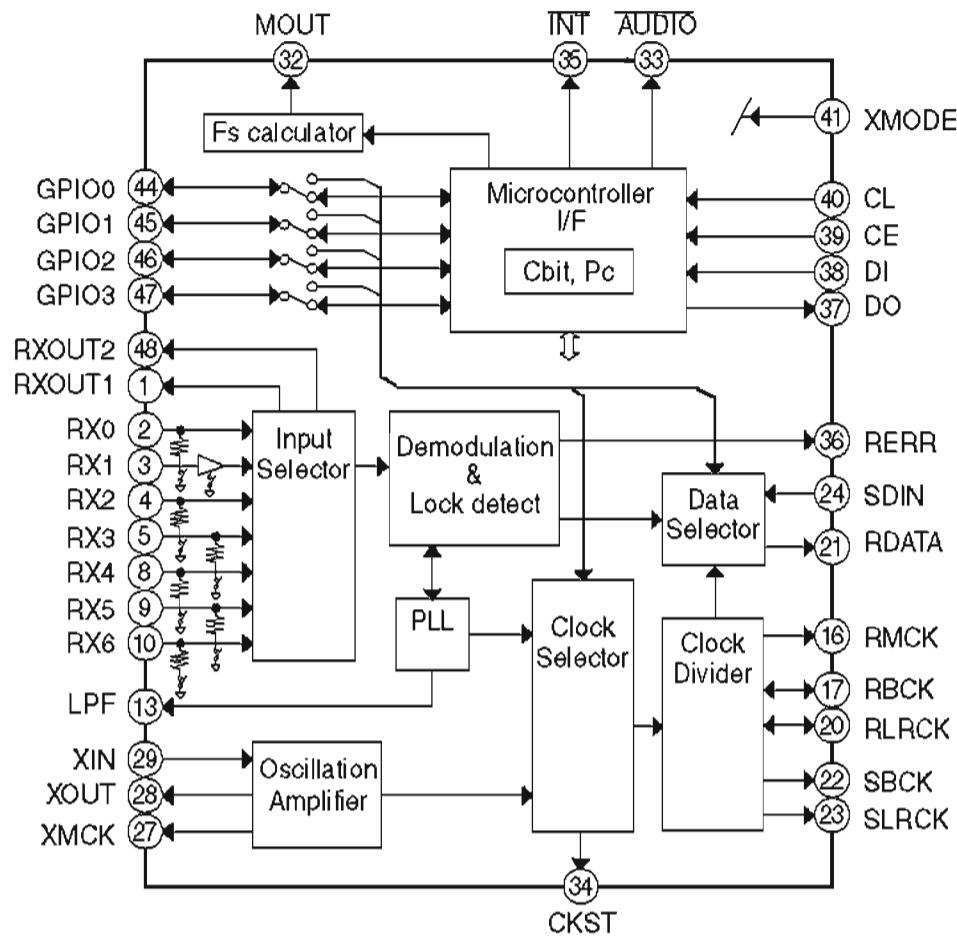 MOUT
INT
AUDIO
32
35
33
Fs calculator
41
XMODE
GPIO0
44
GPIO1
45
GPIO2
46
GPIO3
47
Microcontroller
I/F
Cbit, Pc
40
CL
39
CE
38
DI
37
DO
RXOUT2
48
RXOUT1
1
RX0
2
RX1
3
RX2
4
RX3
5
RX4
8
RX5
9
RX6
10
Input
Selector
Demodulation
&
Lock detect
36
RERR
Data
Selector
24
SDIN
21
RDATA
PLL
Clock
Selector
Clock
Divider
16
RMCK
17
RBCK
20
RLRCK
22
SBCK
23
SLRCK
LPF
13
XIN
29
XOUT
28
XMCK
27
Oscillation
Amplifier
34
CKST